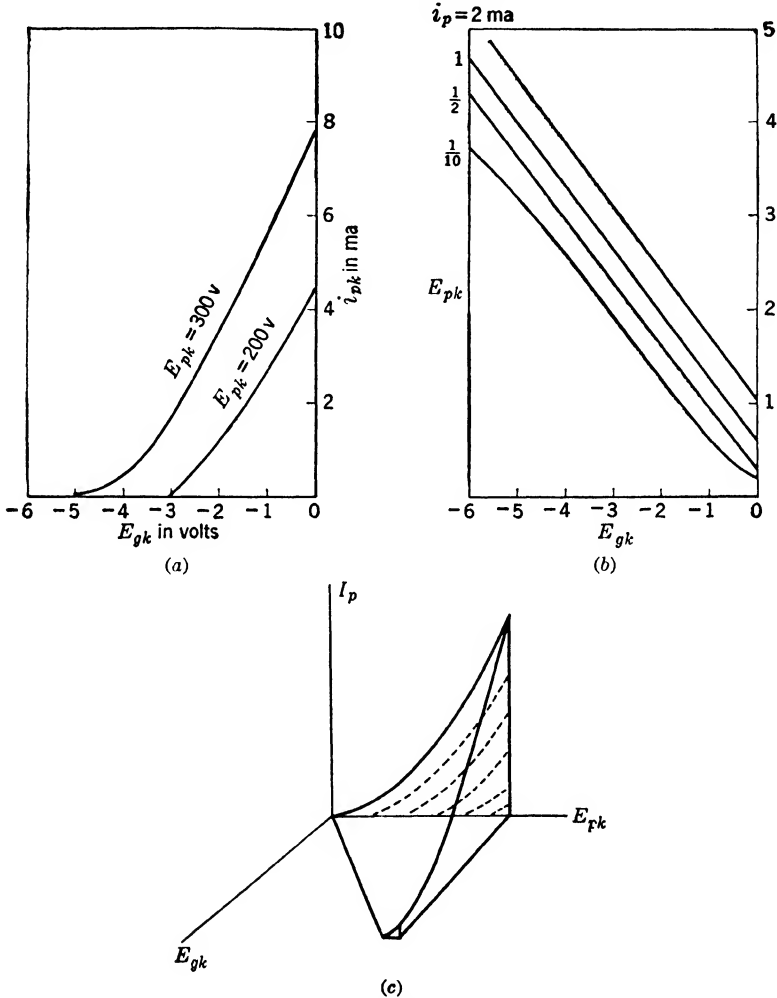 10
8
6
4
2
i_pk in ma
E_pk = 300 v
E_pk = 200 v
-6 -5 -4 -3 -2 -1 0
E_gk in volts
(a)
i_p = 2 ma
1
1/2
1/10
E_pk
5
4
3
2
1
-6 -5 -4 -3 -2 -1 0
E_gk
(b)
I_p
E_pk
E_gk
(c)